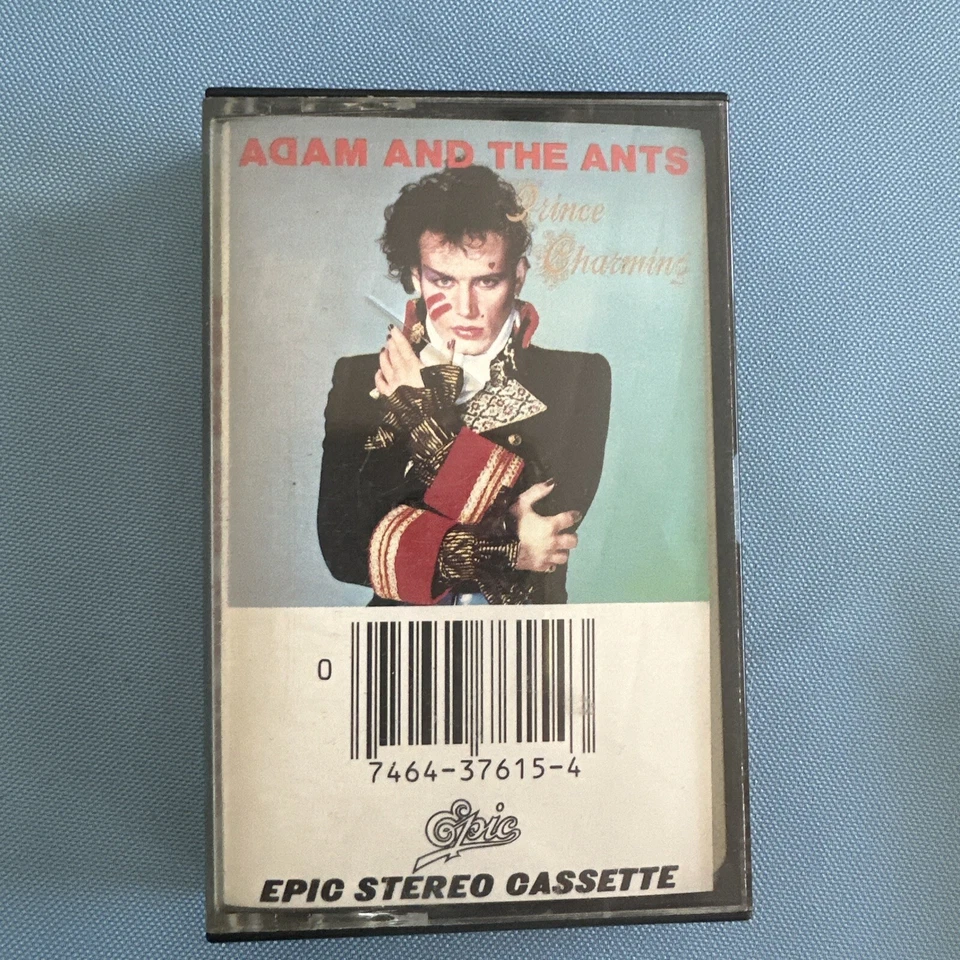 ADAM AND THE ANTS
Prince
Charming
0
7464-37615-4
Epic
EPIC STEREO CASSETTE